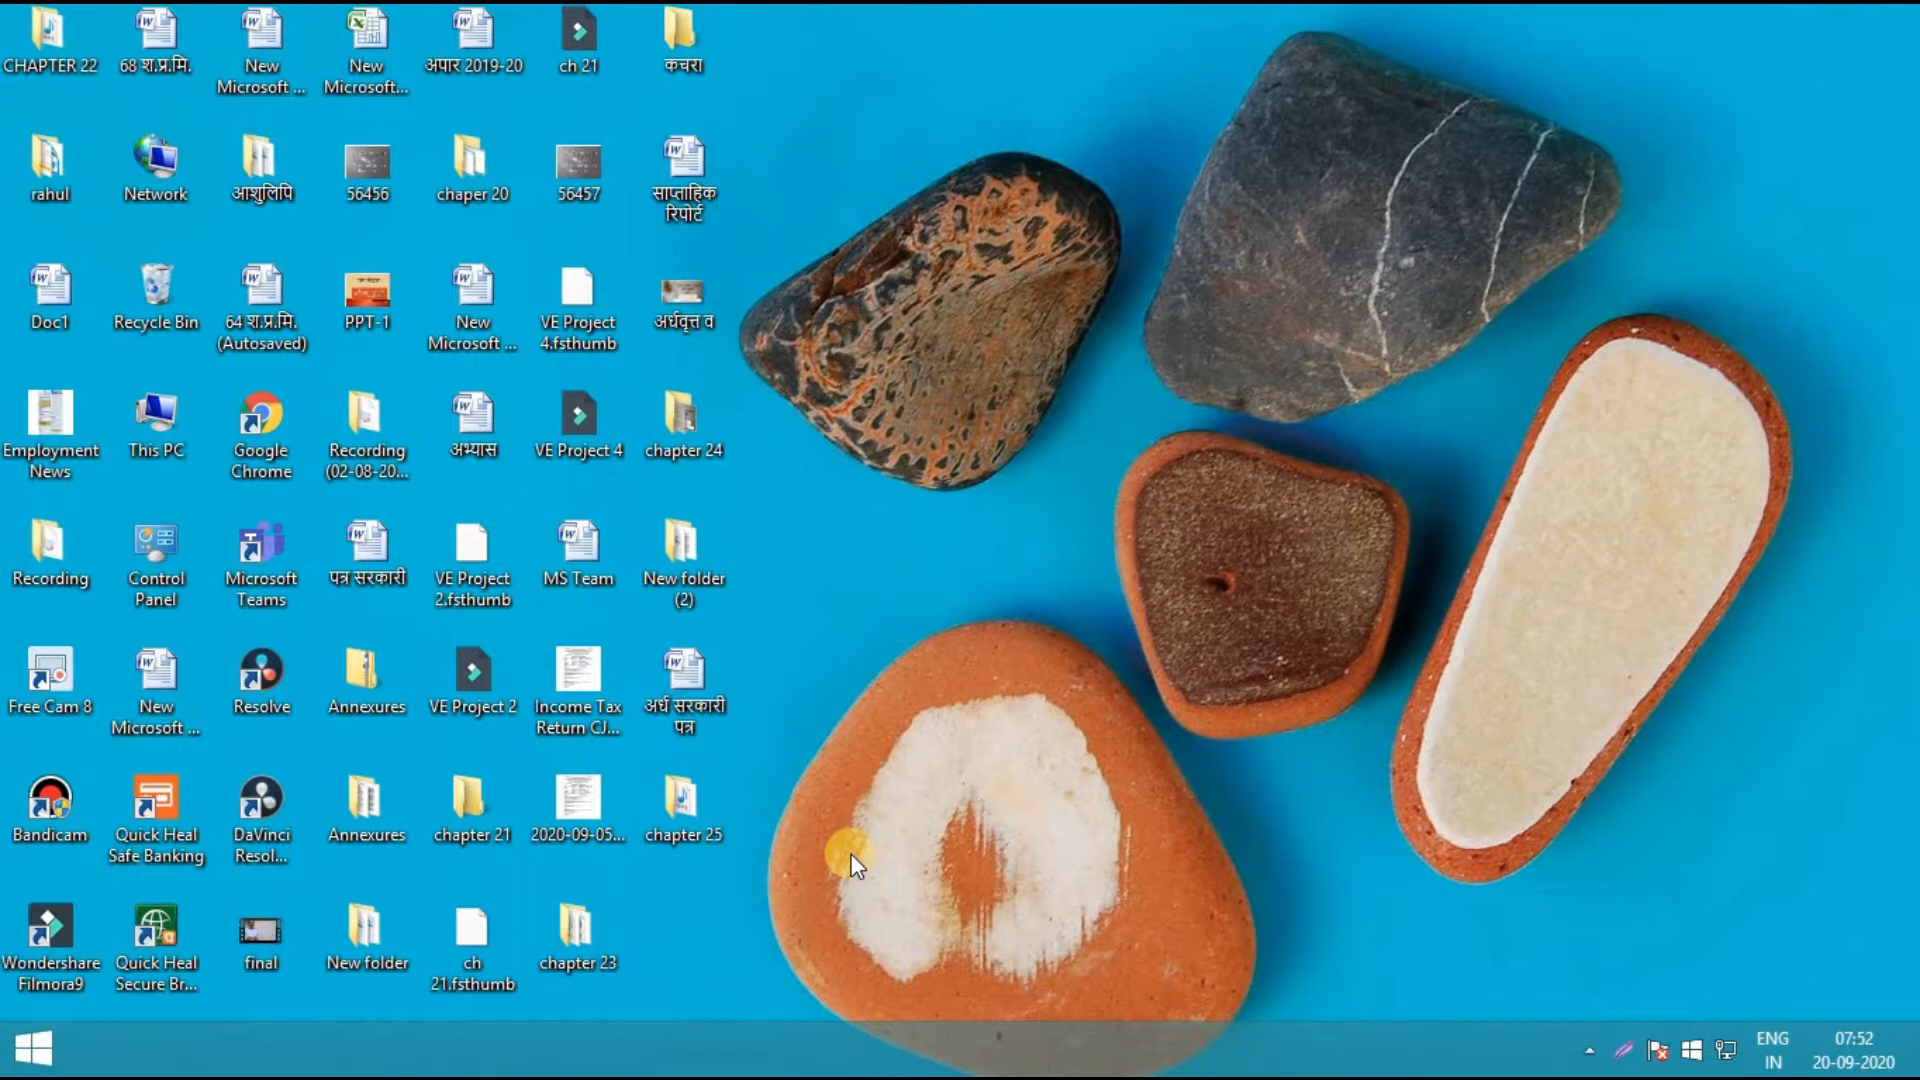 CHAPTER 22
68 श.प्र.मि.
New
Microsoft ...
New
Microsoft...
अपार 2019-20
ch 21
कचरा
rahul
Network
आशुलिपि
56456
chaper 20
56457
साप्ताहिक
रिपोर्ट
Doc1
Recycle Bin
64 श.प्र.मि.
(Autosaved)
PPT-1
New
Microsoft ...
VE Project
4.fsthumb
अर्धवृत्त व
Employment
News
This PC
Google
Chrome
Recording
(02-08-20...
अभ्यास
VE Project 4
chapter 24
Recording
Control
Panel
Microsoft
Teams
पत्र सरकारी
VE Project
2.fsthumb
MS Team
New folder
(2)
Free Cam 8
New
Microsoft ...
Resolve
Annexures
VE Project 2
Income Tax
Return CJ...
अर्ध सरकारी
पत्र
Bandicam
Quick Heal
Safe Banking
DaVinci
Resol...
Annexures
chapter 21
2020-09-05...
chapter 25
Wondershare
Filmora9
Quick Heal
Secure Br...
final
New folder
ch
21.fsthumb
chapter 23
ENG
IN
07:52
20-09-2020